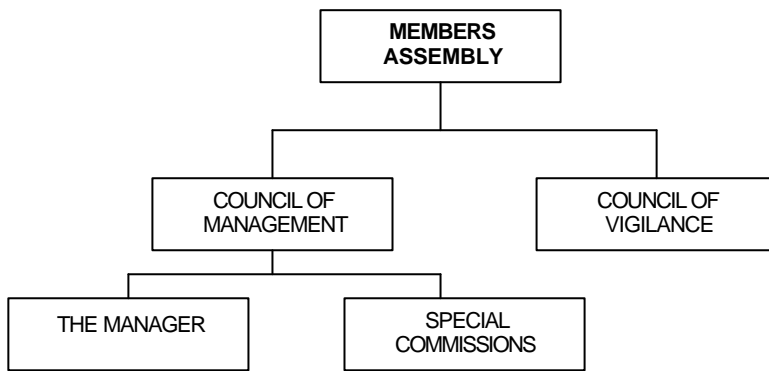 MEMBERS
ASSEMBLY
COUNCIL OF
MANAGEMENT
COUNCIL OF
VIGILANCE
THE MANAGER
SPECIAL
COMMISSIONS